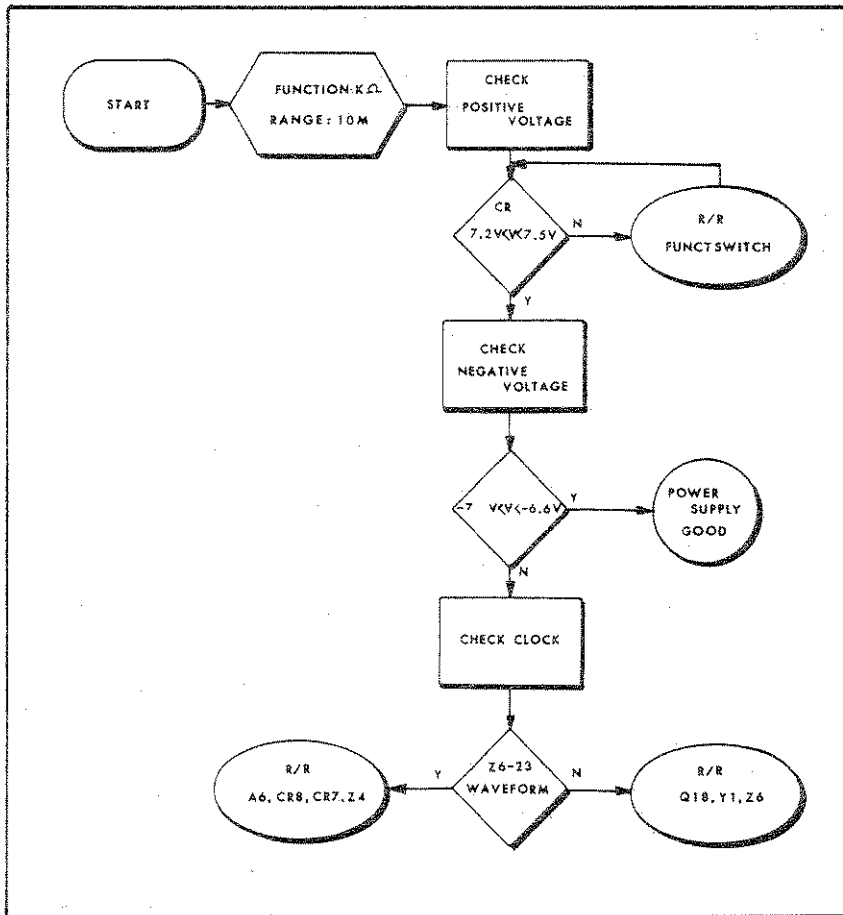 START
FUNCTION:KΩ
RANGE: 10M
CHECK
POSITIVE
VOLTAGE
CR
7.2V<V<7.5V
N
R/R
FUNCT SWITCH
Y
CHECK
NEGATIVE
VOLTAGE
-7 V<V<-6.6V
Y
POWER
SUPPLY
GOOD
N
CHECK CLOCK
Z6-23
WAVEFORM
Y
R/R
A6, CR8, CR7, Z4
N
R/R
Q18, Y1, Z6